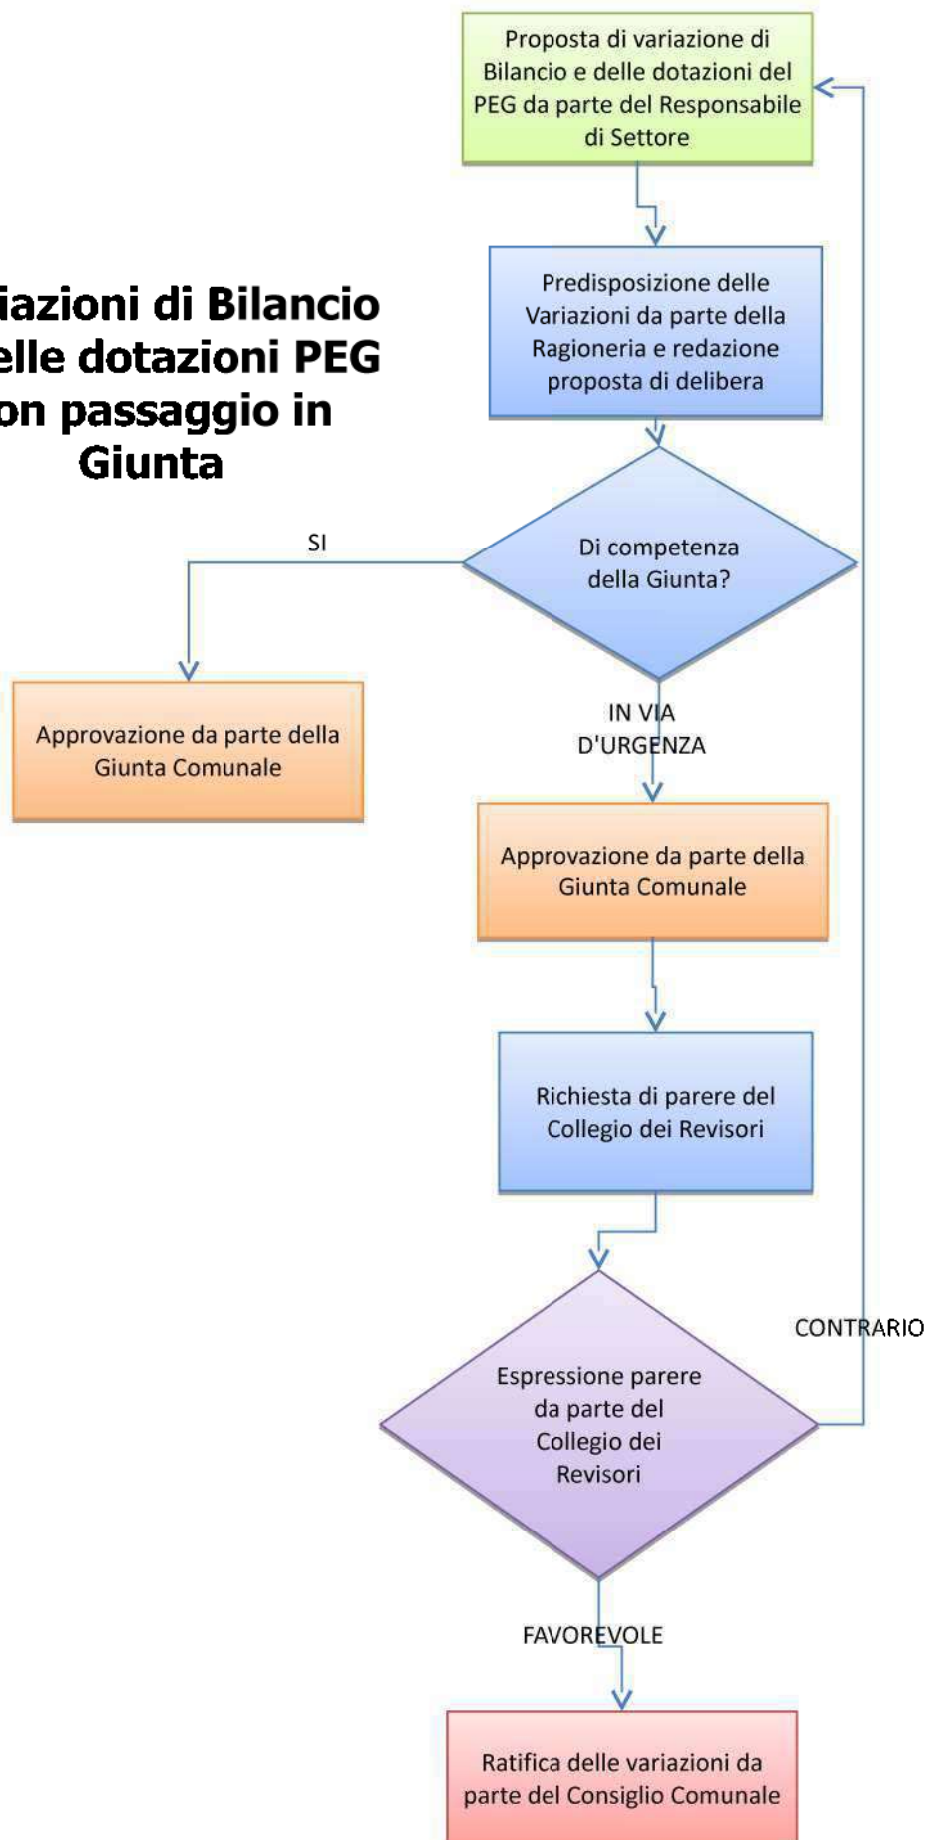 Proposta di variazione di
Bilancio e delle dotazioni del
PEG da parte del Responsabile
di Settore
Predisposizione delle
Variazioni da parte della
Ragioneria e redazione
proposta di delibera
iazioni di Bilancio
elle dotazioni PEG
on passaggio in
Giunta
SI
Di competenza
della Giunta?
Approvazione da parte della
Giunta Comunale
IN VIA
D'URGENZA
Approvazione da parte della
Giunta Comunale
Richiesta di parere del
Collegio dei Revisori
CONTRARIO
Espressione parere
da parte del
Collegio dei
Revisori
FAVOREVOLE
Ratifica delle variazioni da
parte del Consiglio Comunale